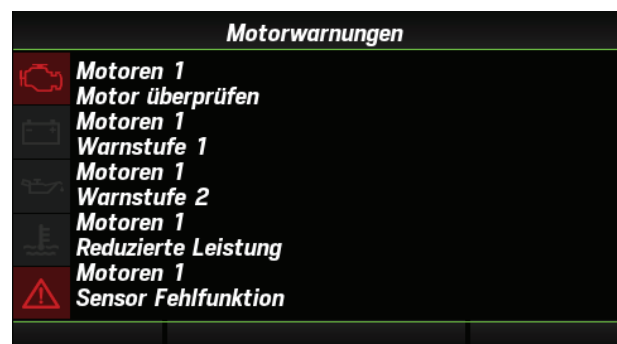 Motorwarnungen
Motoren 1
Motor überprüfen
Motoren 1
Warnstufe 1
Motoren 1
Warnstufe 2
Motoren 1
Reduzierte Leistung
Motoren 1
Sensor Fehlfunktion